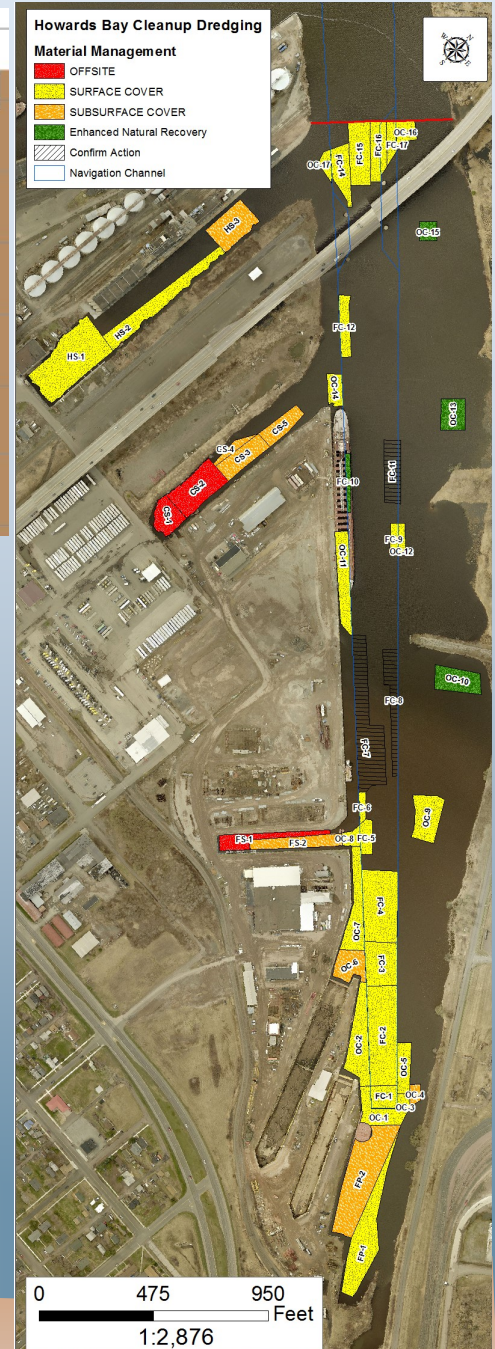 Howards Bay Cleanup Dredging
Material Management
OFFSITE
SURFACE COVER
SUBSURFACE COVER
Enhanced Natural Recovery
Confirm Action
Navigation Channel
N
W
E
S
OC-16
FC-16
FC-15
FC-17
OC-17
FC-14
HS-3
OC-15
HS-2
FC-12
HS-1
OC-14
OC-13
CS-5
CS-4
CS-3
FC-11
CS-2
FC-10
CS-1
FC-9
OC-11
OC-12
OC-10
FC-8
FC-7
FC-6
OC-9
FS-1
FS-2
OC-8
FC-5
FC-4
OC-7
OC-6
FC-3
FC-2
OC-2
OC-5
FC-1
OC-4
OC-3
OC-1
FP-2
FP-1
0 475 950
Feet
1:2,876